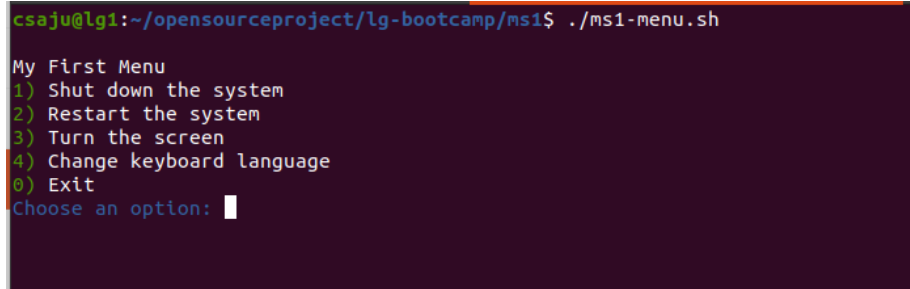 csaju@lg1:~/opensourceproject/lg-bootcamp/ms1$ ./ms1-menu.sh
My First Menu
1) Shut down the system
2) Restart the system
3) Turn the screen
4) Change keyboard language
0) Exit
Choose an option: